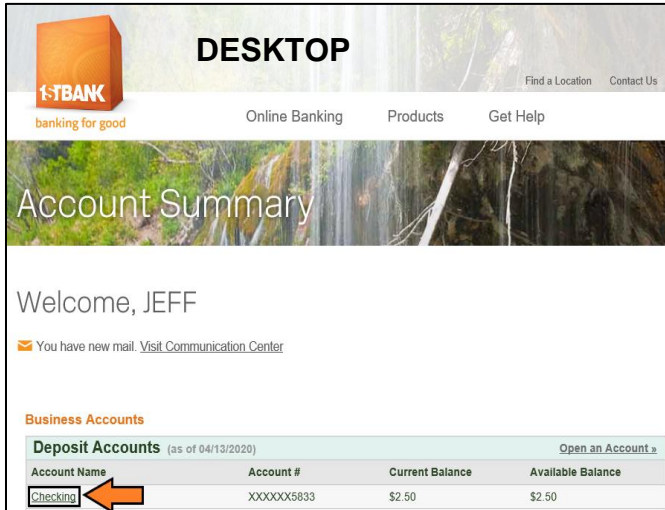 DESKTOP
1STBANK
banking for good
Find a Location Contact Us
Online Banking Products Get Help
Account Summary
Welcome, JEFF
You have new mail. Visit Communication Center
Business Accounts
Deposit Accounts (as of 04/13/2020) Open an Account »
Account Name Account # Current Balance Available Balance
Checking XXXXXX5833 $2.50 $2.50